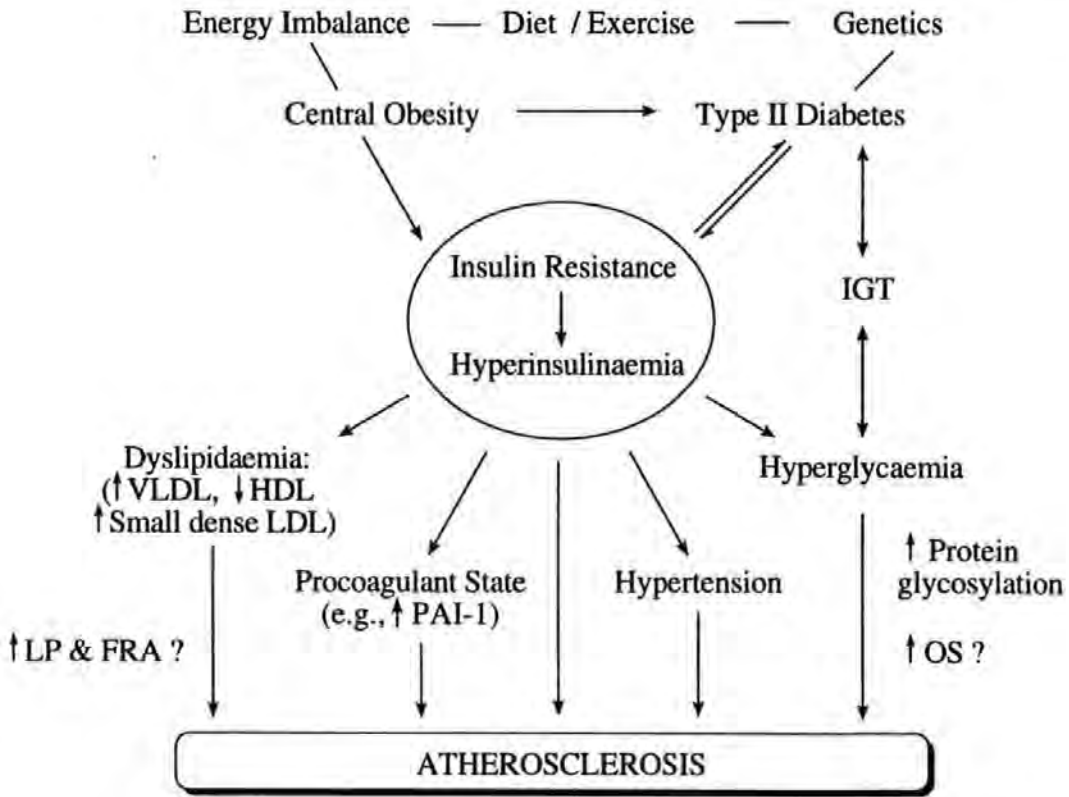 Energy Imbalance — Diet / Exercise — Genetics
Central Obesity
Type II Diabetes
Insulin Resistance
IGT
Hyperinsulinaemia
Dyslipidaemia:
(↑VLDL, ↓HDL
↑Small dense LDL)
Hyperglycaemia
Procoagulant State
(e.g., ↑ PAI-1)
Hypertension
↑ Protein
glycosylation
↑LP & FRA ?
↑ OS ?
ATHEROSCLEROSIS